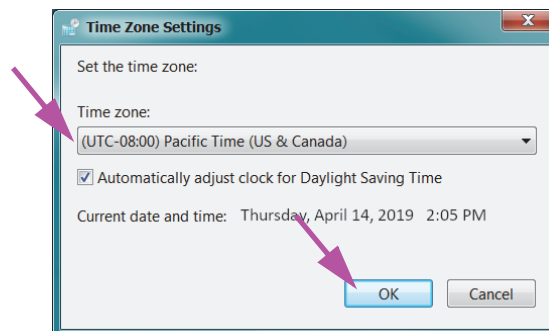 Time Zone Settings
Set the time zone:
Time zone:
(UTC-08:00) Pacific Time (US & Canada)
Automatically adjust clock for Daylight Saving Time
Current date and time: Thursday, April 14, 2019 2:05 PM
OK Cancel